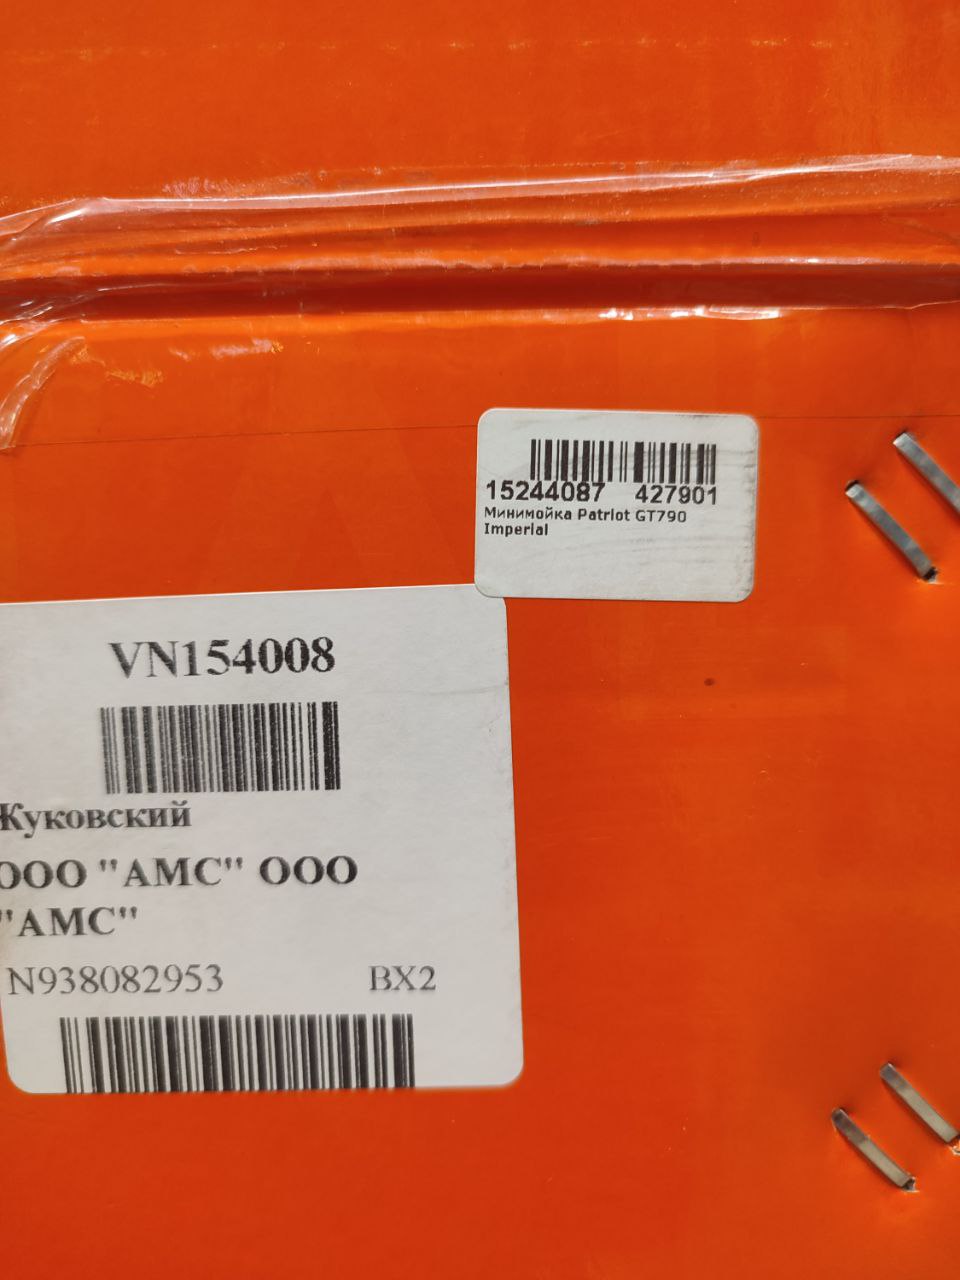 15244087 427901
Минимойка Patriot GT790
Imperial
VN154008
Жуковский
ООО "АМС" ООО
"АМС"
N938082953 BX2